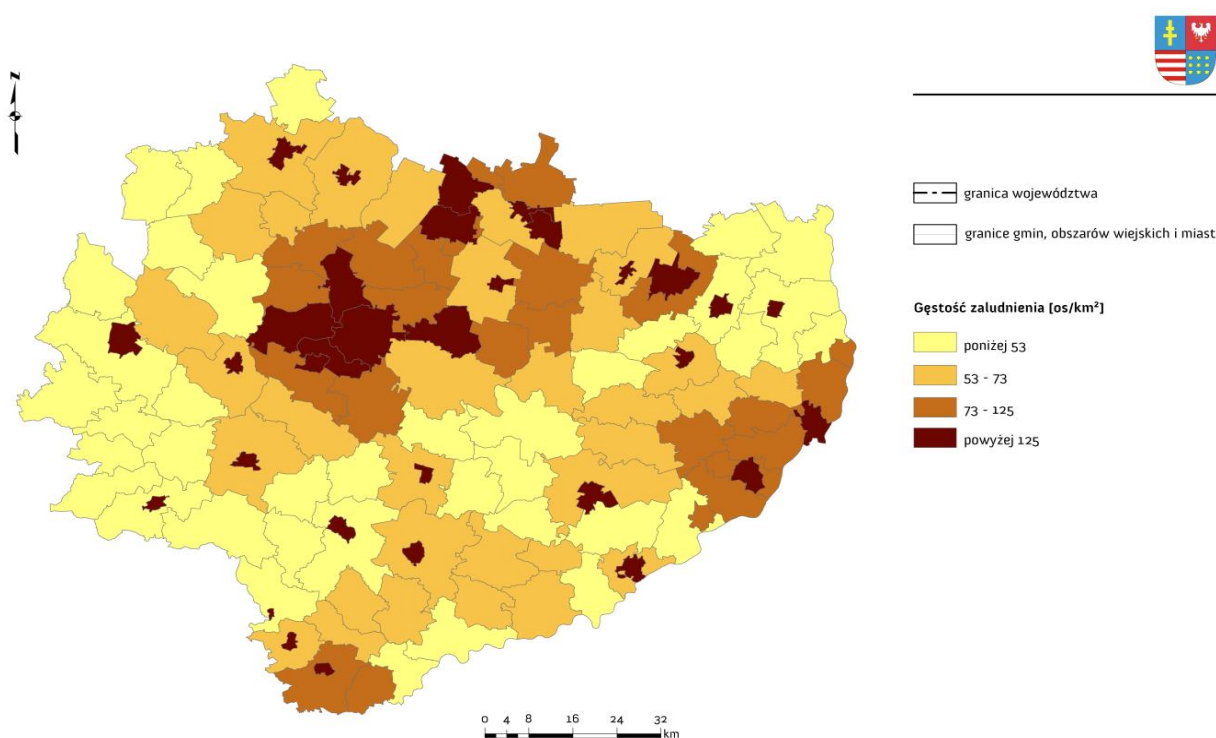 N
granica województwa
granice gmin, obszarów wiejskich i miast
Gęstość zaludnienia [os/km²]
poniżej 53
53 - 73
73 - 125
powyżej 125
0 4 8 16 24 32
km